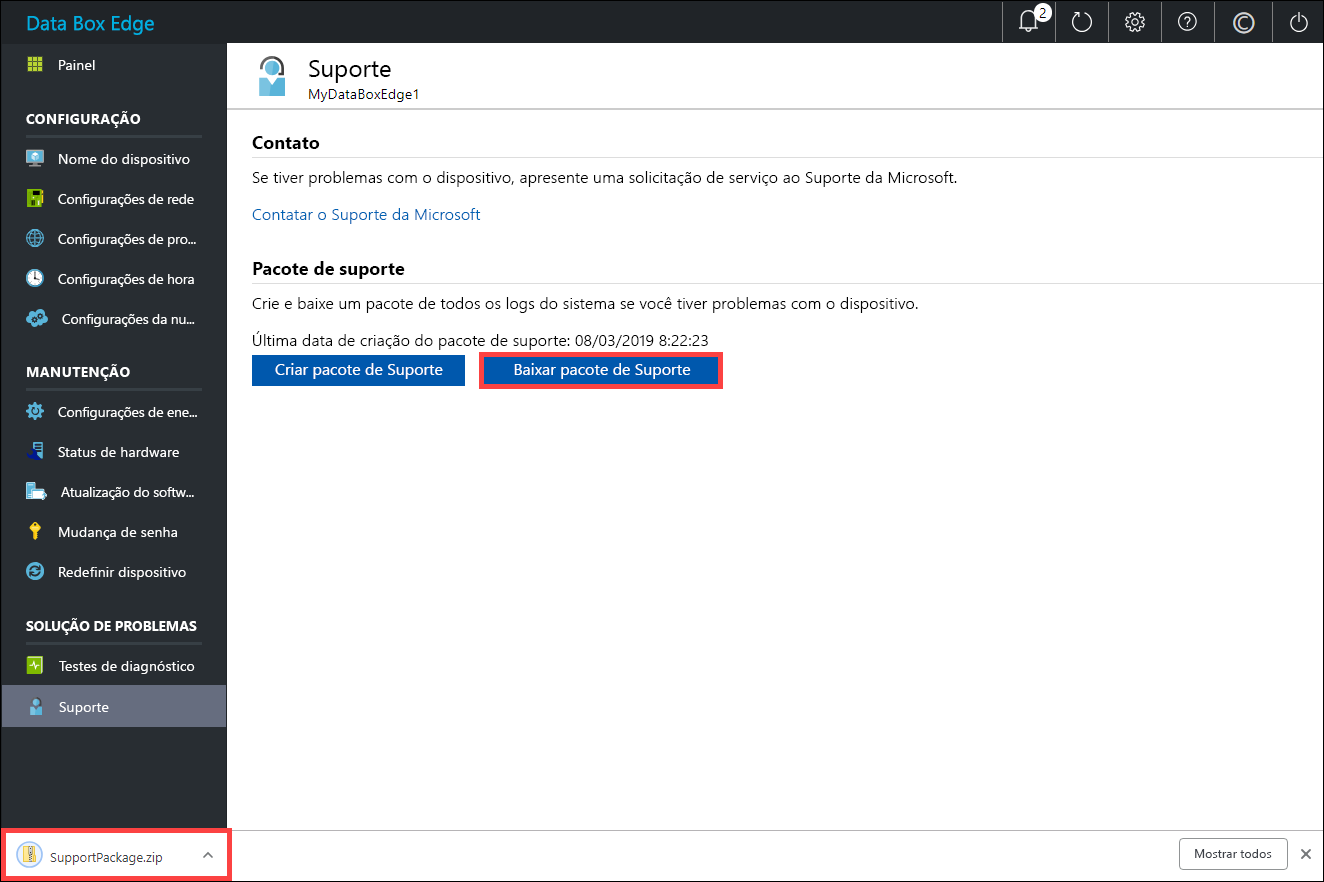 Data Box Edge
2
Painel
CONFIGURAÇÃO
Nome do dispositivo
Configurações de rede
Configurações de pro...
Configurações de hora
Configurações da nu...
MANUTENÇÃO
Configurações de ene...
Status de hardware
Atualização do softw...
Mudança de senha
Redefinir dispositivo
SOLUÇÃO DE PROBLEMAS
Testes de diagnóstico
Suporte
Suporte
MyDataBoxEdge1
Contato
Se tiver problemas com o dispositivo, apresente uma solicitação de serviço ao Suporte da Microsoft.
Contatar o Suporte da Microsoft
Pacote de suporte
Crie e baixe um pacote de todos os logs do sistema se você tiver problemas com o dispositivo.
Última data de criação do pacote de suporte: 08/03/2019 8:22:23
Criar pacote de Suporte
Baixar pacote de Suporte
SupportPackage.zip
Mostrar todos